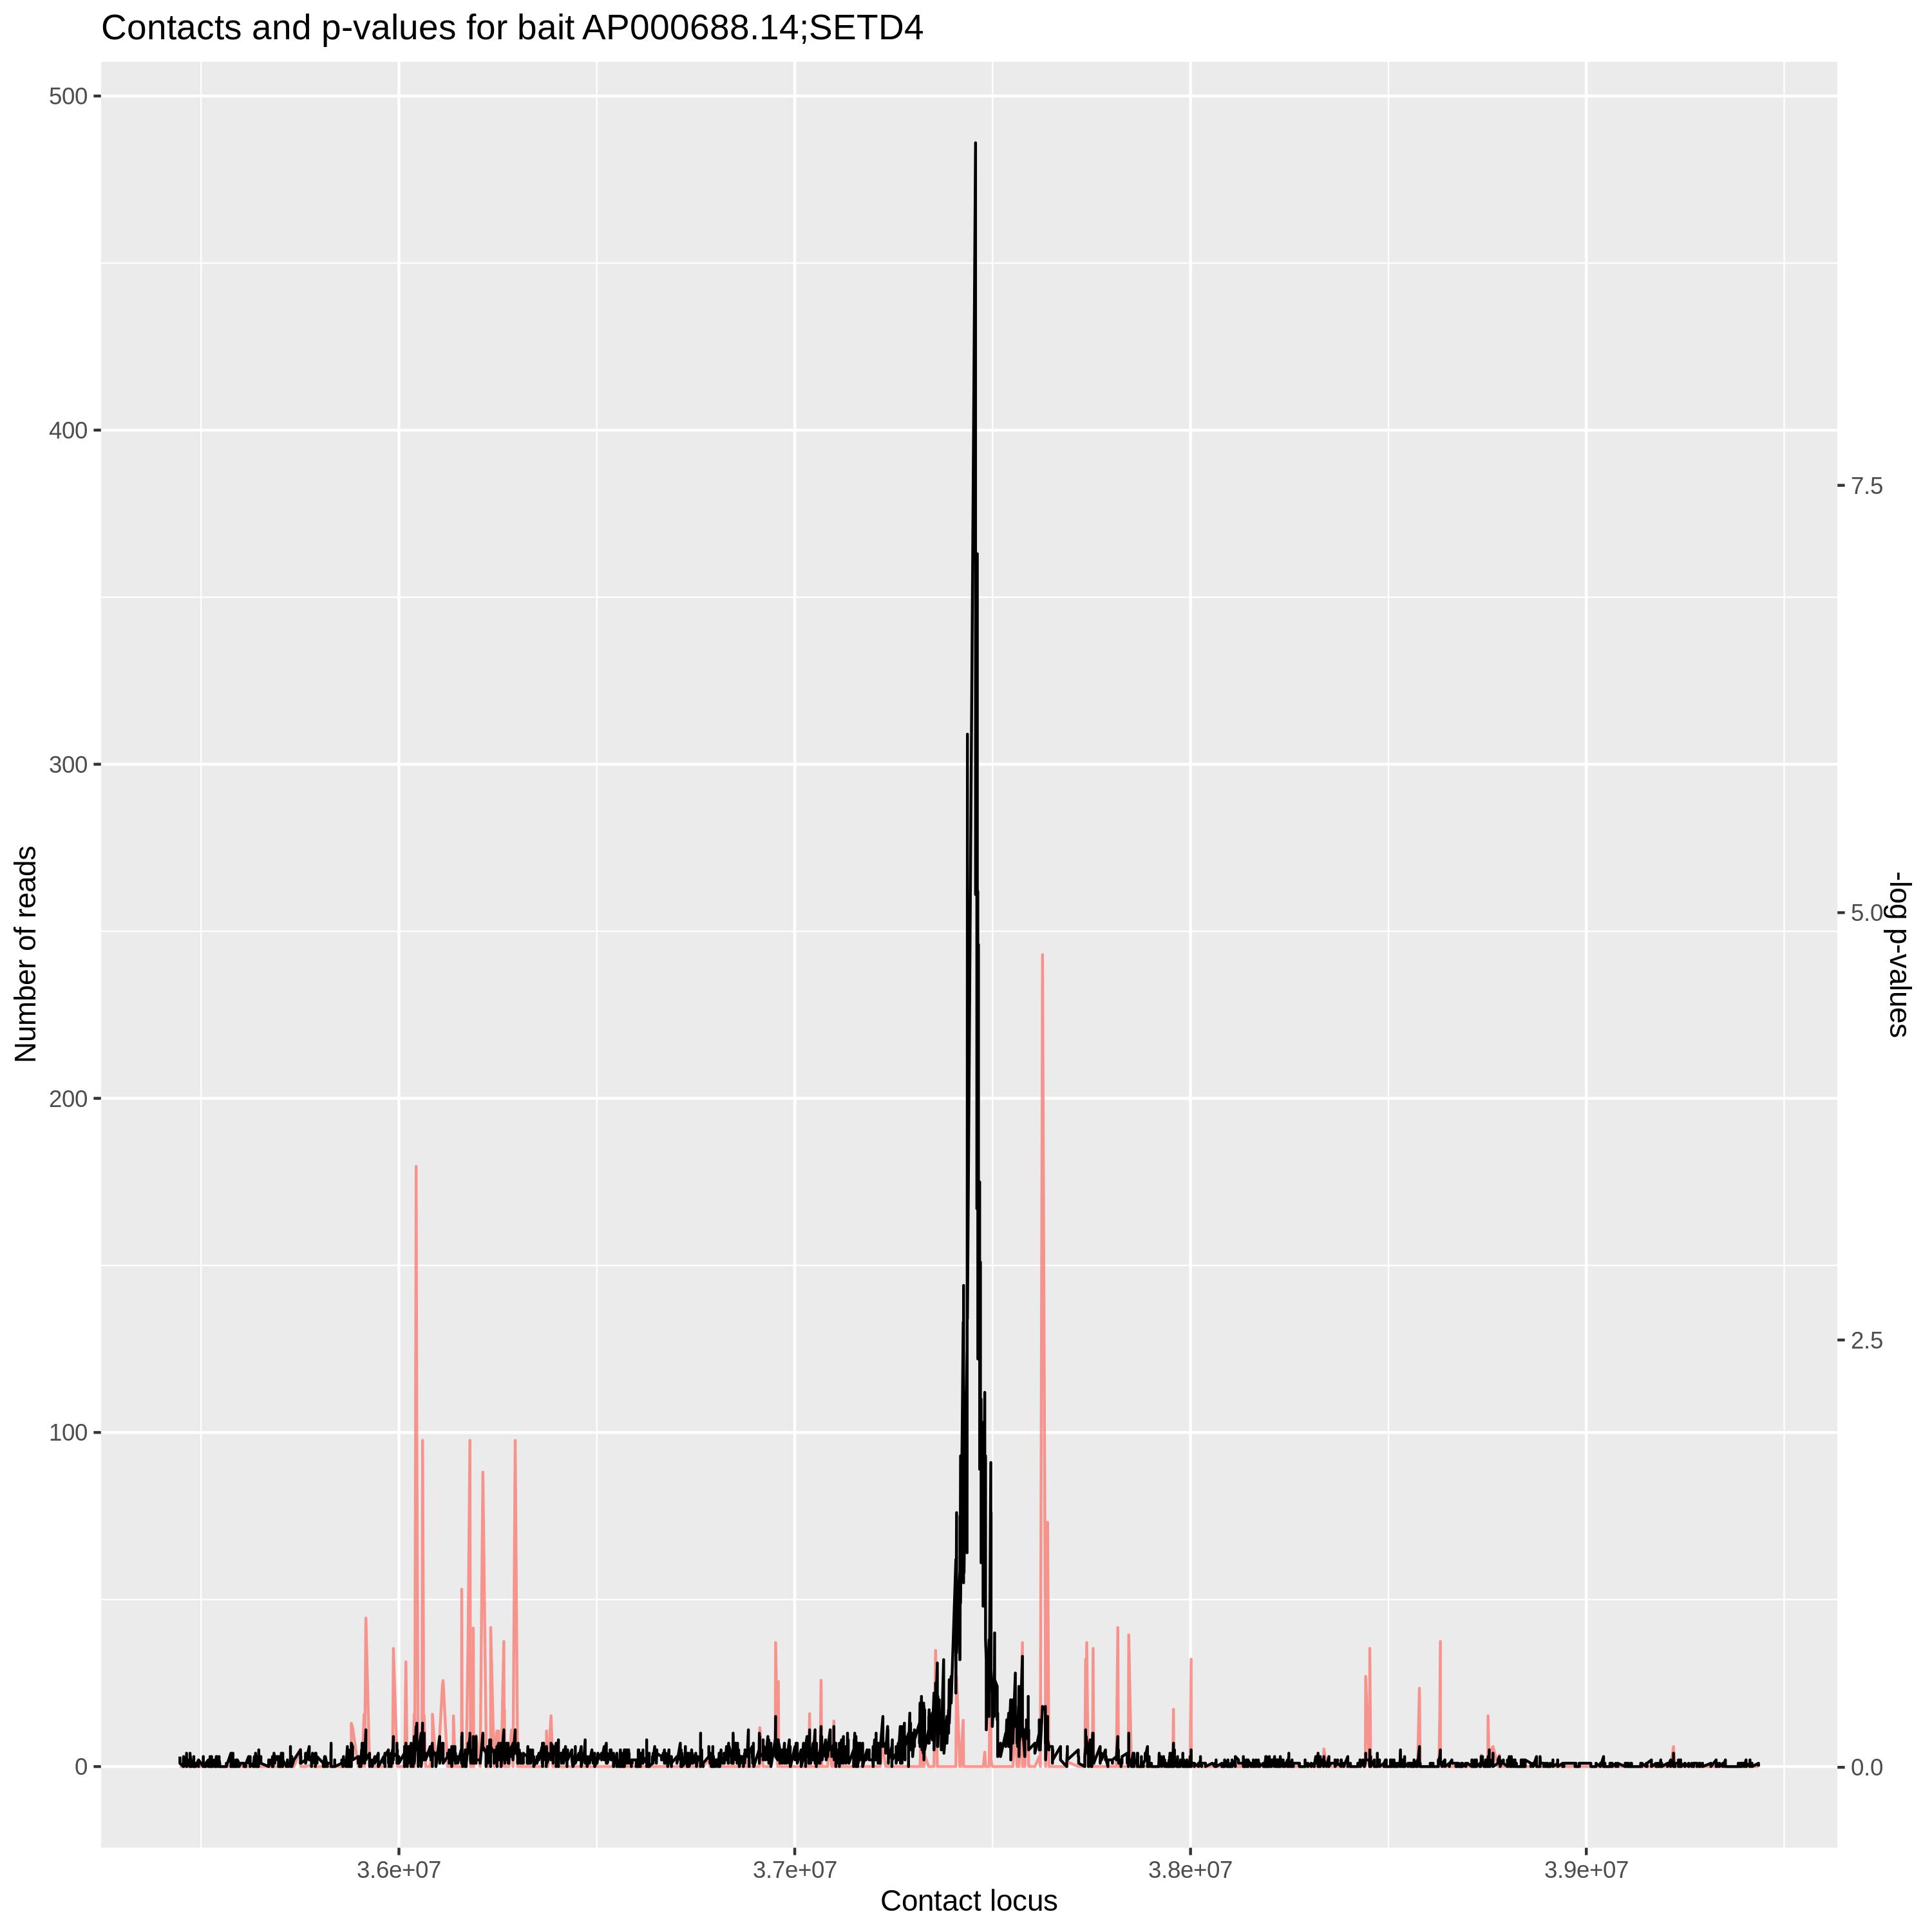 Contacts and p-values for bait AP000688.14;SETD4
500
400
300
200
100
0
Number of reads
7.5
5.0
2.5
0.0
-log p-values
3.6e+07
3.7e+07
3.8e+07
3.9e+07
Contact locus